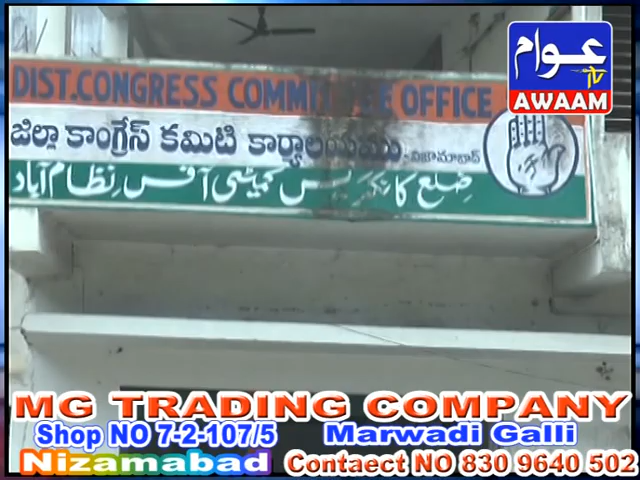 DIST.CONGRESS COMMITTEE OFFICE
జిల్లా కాంగ్రేస్ కమిటి కార్యాలయము -నిజామాబాద్
ضلع کانگریس کمیٹی آفس نظام آباد
عوام
TV
AWAAM
MG TRADING COMPANY
Shop NO 7-2-107/5 Marwadi Galli
Nizamabad Contaect NO 830 9640 502